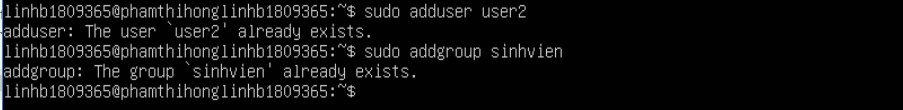 linhb1809365@phamthihonglinhb1809365:~$ sudo adduser user2
adduser: The user `user2' already exists.
linhb1809365@phamthihonglinhb1809365:~$ sudo addgroup sinhvien
addgroup: The group `sinhvien' already exists.
linhb1809365@phamthihonglinhb1809365:~$